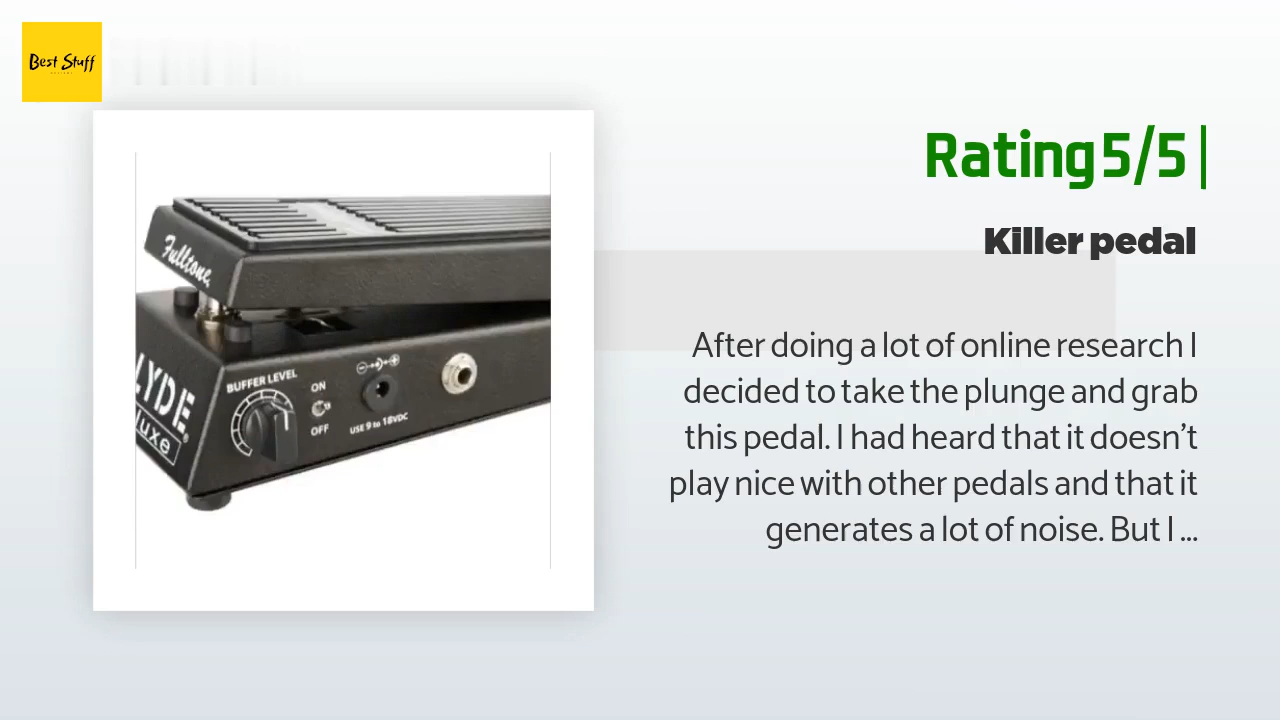 Best Stuff
Rating 5/5 |
Killer pedal
After doing a lot of online research I
decided to take the plunge and grab
this pedal. I had heard that it doesn't
play nice with other pedals and that it
generates a lot of noise. But I ...
Fulltone
LYDE
luxe
BUFFER LEVEL
ON
OFF
USE 9 to 18VDC